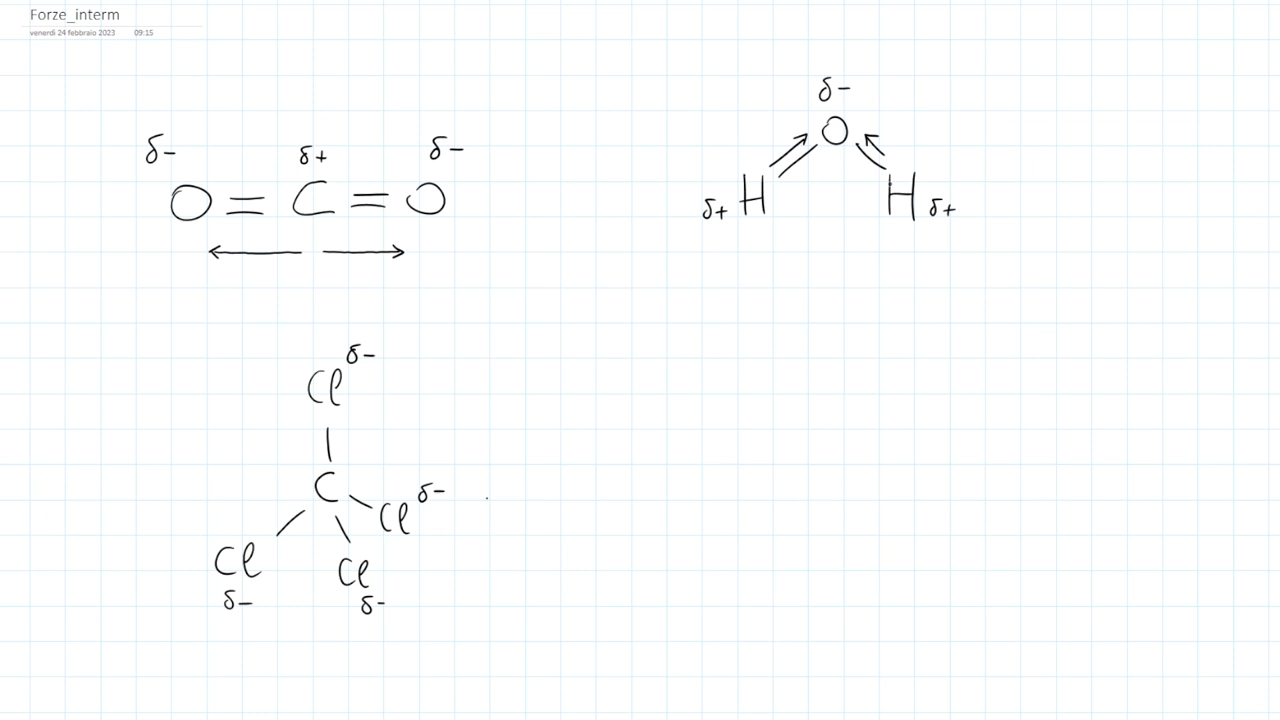 Forze_interm
venerdì 24 febbraio 2023 09:15
δ- δ+ δ-
O = C = O
δ-
O
δ+ H H δ+
δ-
Cl
C
Cl δ-
Cl
δ-
Cl
δ-